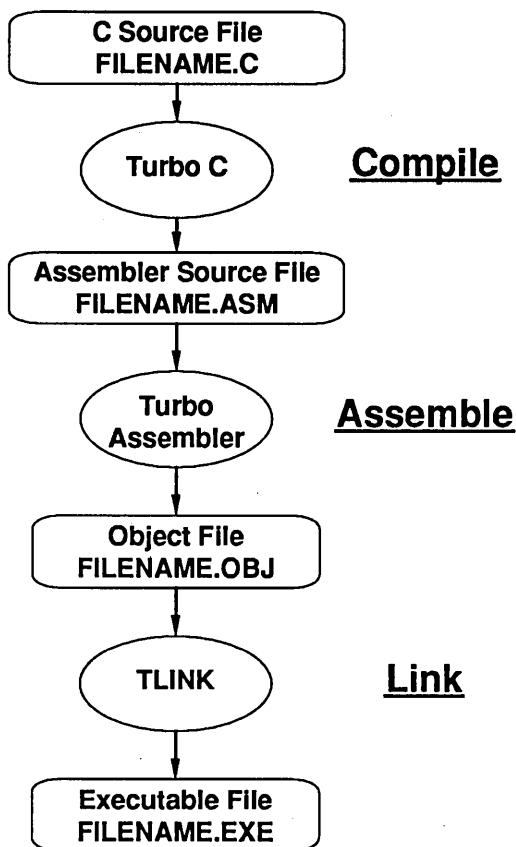 C Source File
FILENAME.C
Turbo C
Compile
Assembler Source File
FILENAME.ASM
Turbo
Assembler
Assemble
Object File
FILENAME.OBJ
TLINK
Link
Executable File
FILENAME.EXE